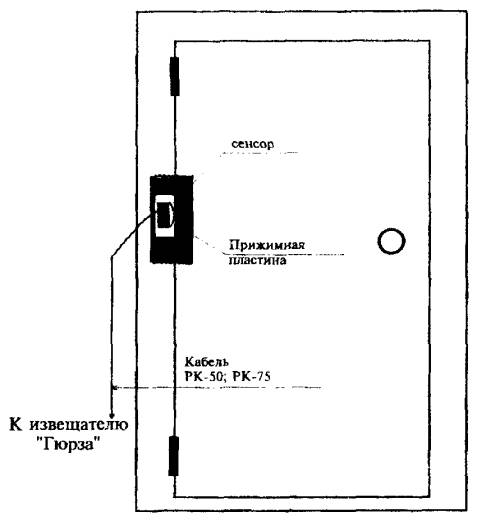 сенсор
Прижимная
пластина
Кабель
РК-50; РК-75
К извещателю
"Гюрза"